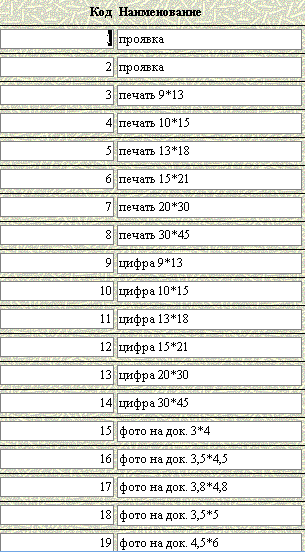 Код Наименование
1 проявка
2 проявка
3 печать 9*13
4 печать 10*15
5 печать 13*18
6 печать 15*21
7 печать 20*30
8 печать 30*45
9 цифра 9*13
10 цифра 10*15
11 цифра 13*18
12 цифра 15*21
13 цифра 20*30
14 цифра 30*45
15 фото на док. 3*4
16 фото на док. 3,5*4,5
17 фото на док. 3,8*4,8
18 фото на док. 3,5*5
19 фото на док. 4,5*6